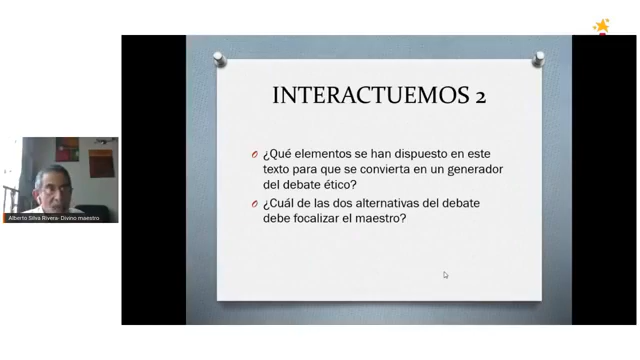 INTERACTUEMOS 2
¿Qué elementos se han dispuesto en este
texto para que se convierta en un generador
del debate ético?
¿Cuál de las dos alternativas del debate
debe focalizar el maestro?
Alberto Silva Rivera- Divino maestro